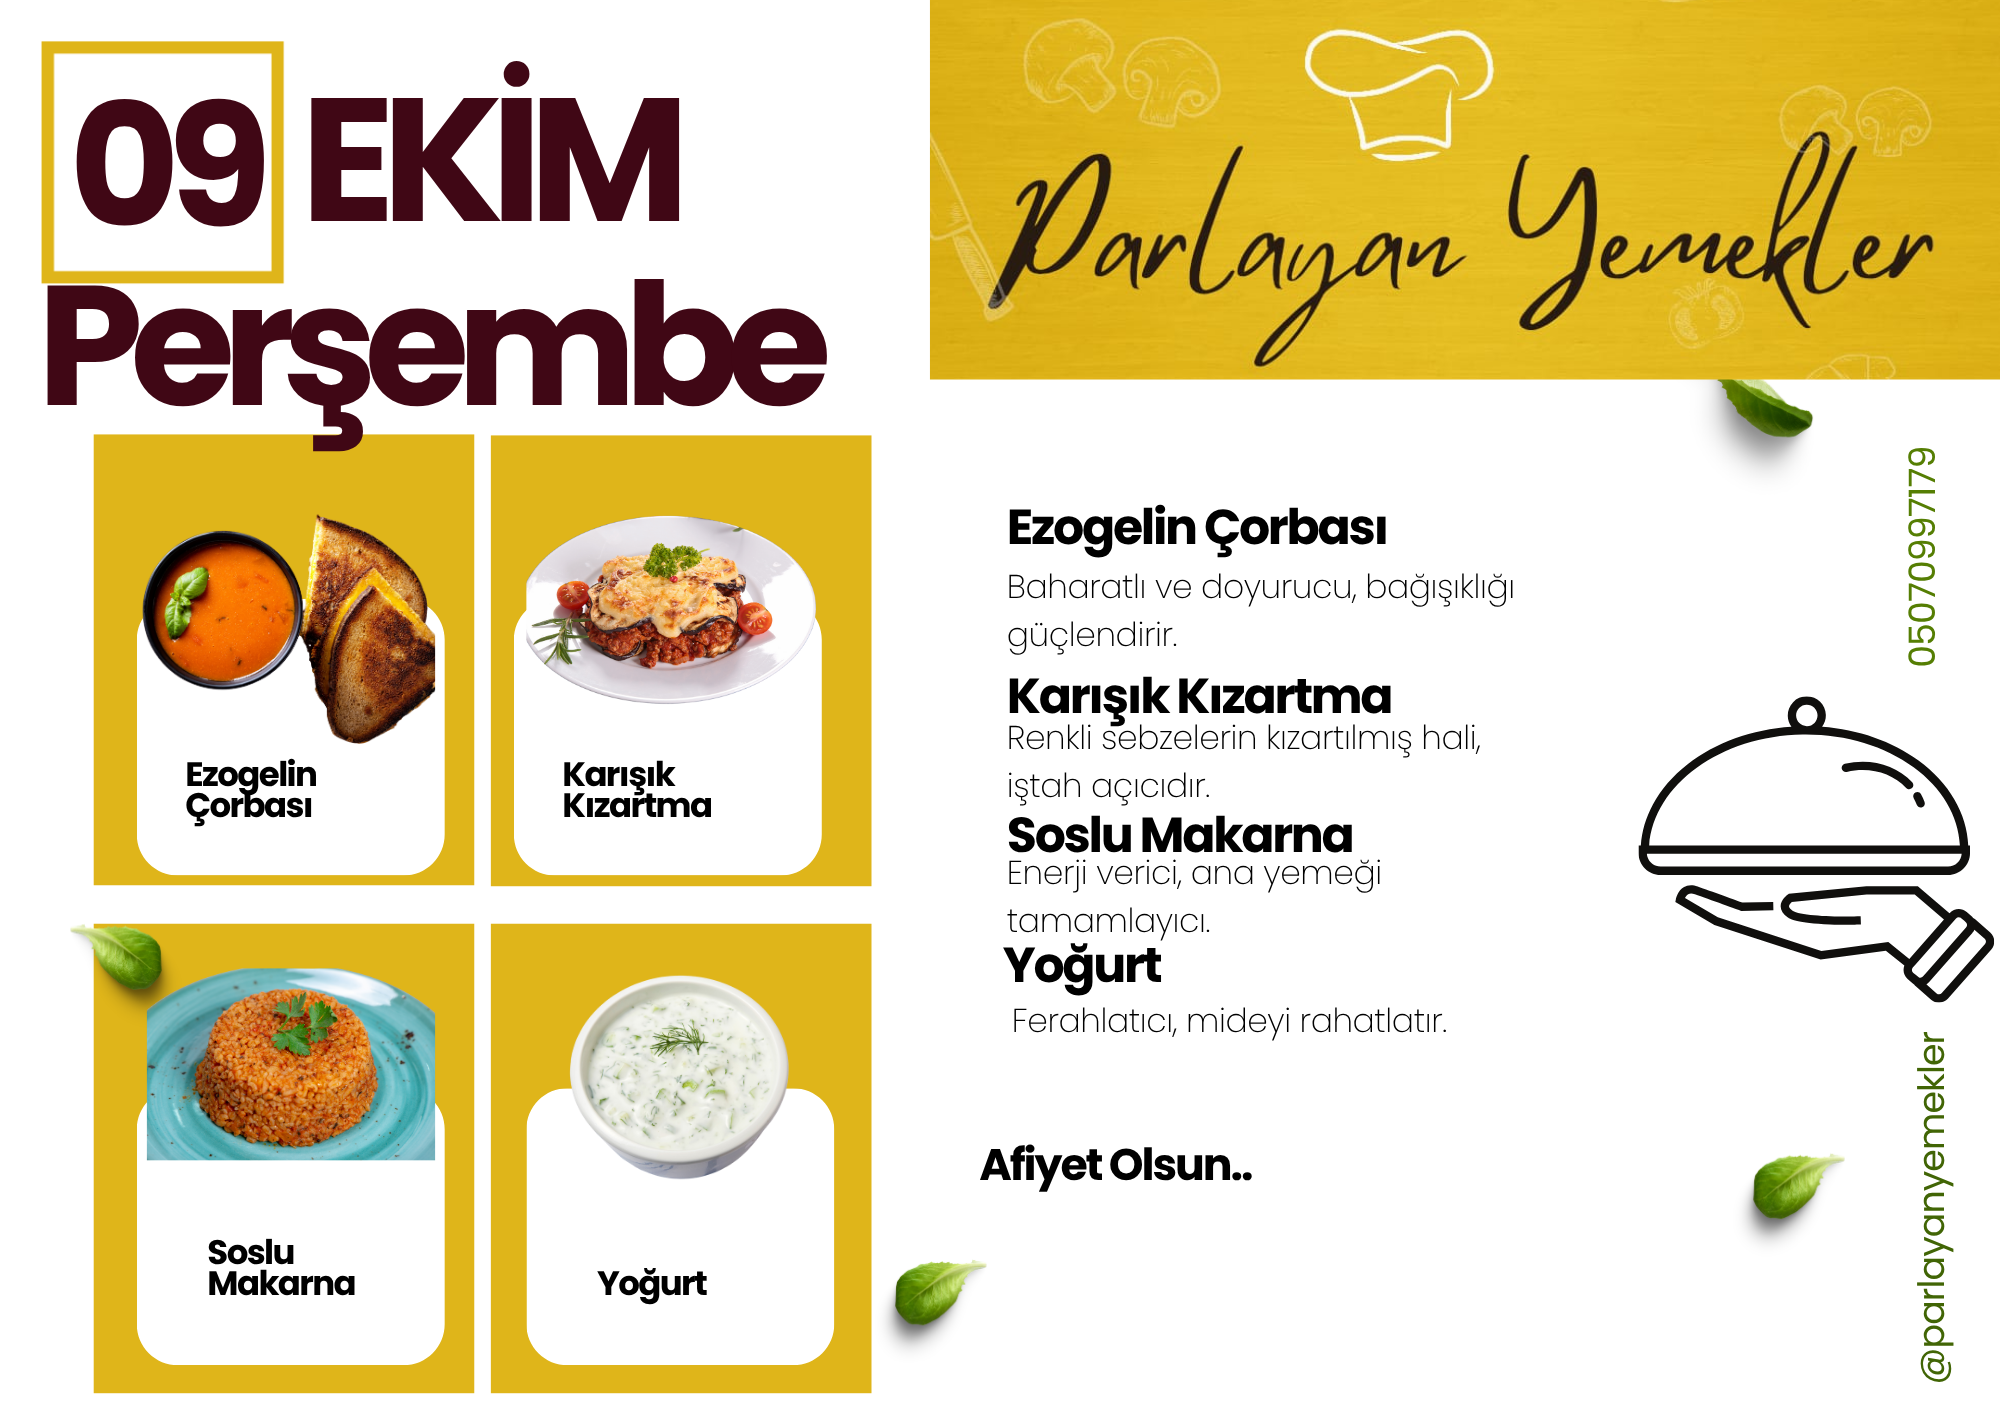 09 EKİM
Perşembe
Parlayan Yemekler
Ezogelin
Çorbası
Karışık
Kızartma
Soslu
Makarna
Yoğurt
Ezogelin Çorbası
Baharatlı ve doyurucu, bağışıklığı
güçlendirir.
Karışık Kızartma
Renkli sebzelerin kızartılmış hali,
iştah açıcıdır.
Soslu Makarna
Enerji verici, ana yemeği
tamamlayıcı.
Yoğurt
Ferahlatıcı, mideyi rahatlatır.
Afiyet Olsun..
05070997179
@parlayanyemekler